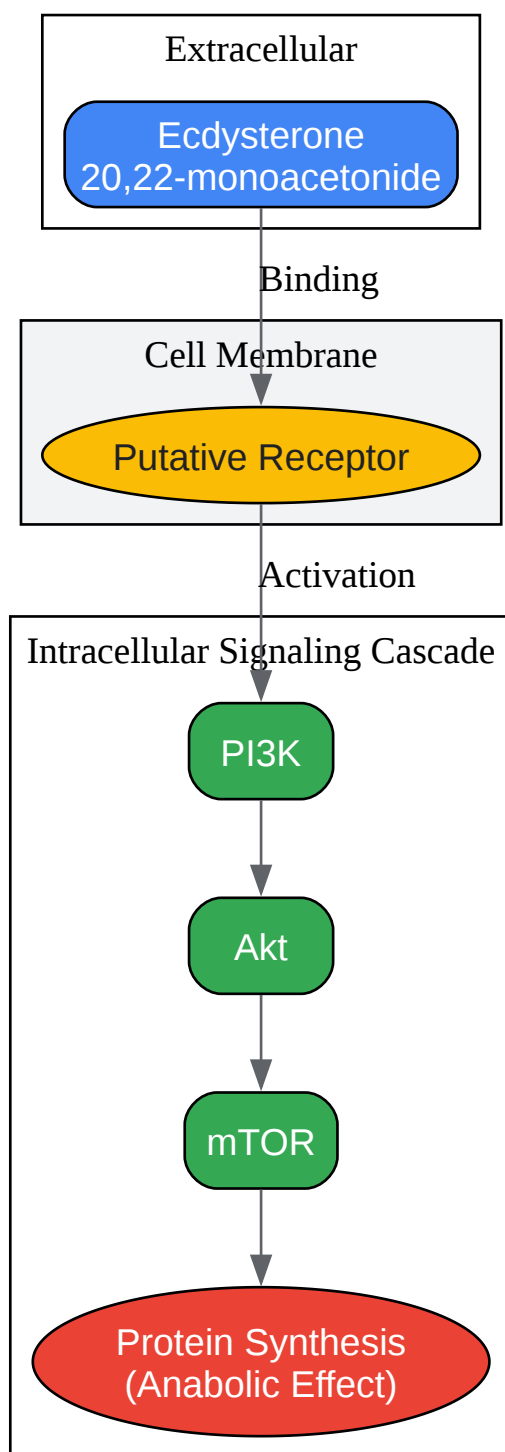 Extracellular
Ecdysterone
20,22-monoacetonide
Binding
Cell Membrane
Putative Receptor
Activation
Intracellular Signaling Cascade
PI3K
Akt
mTOR
Protein Synthesis
(Anabolic Effect)